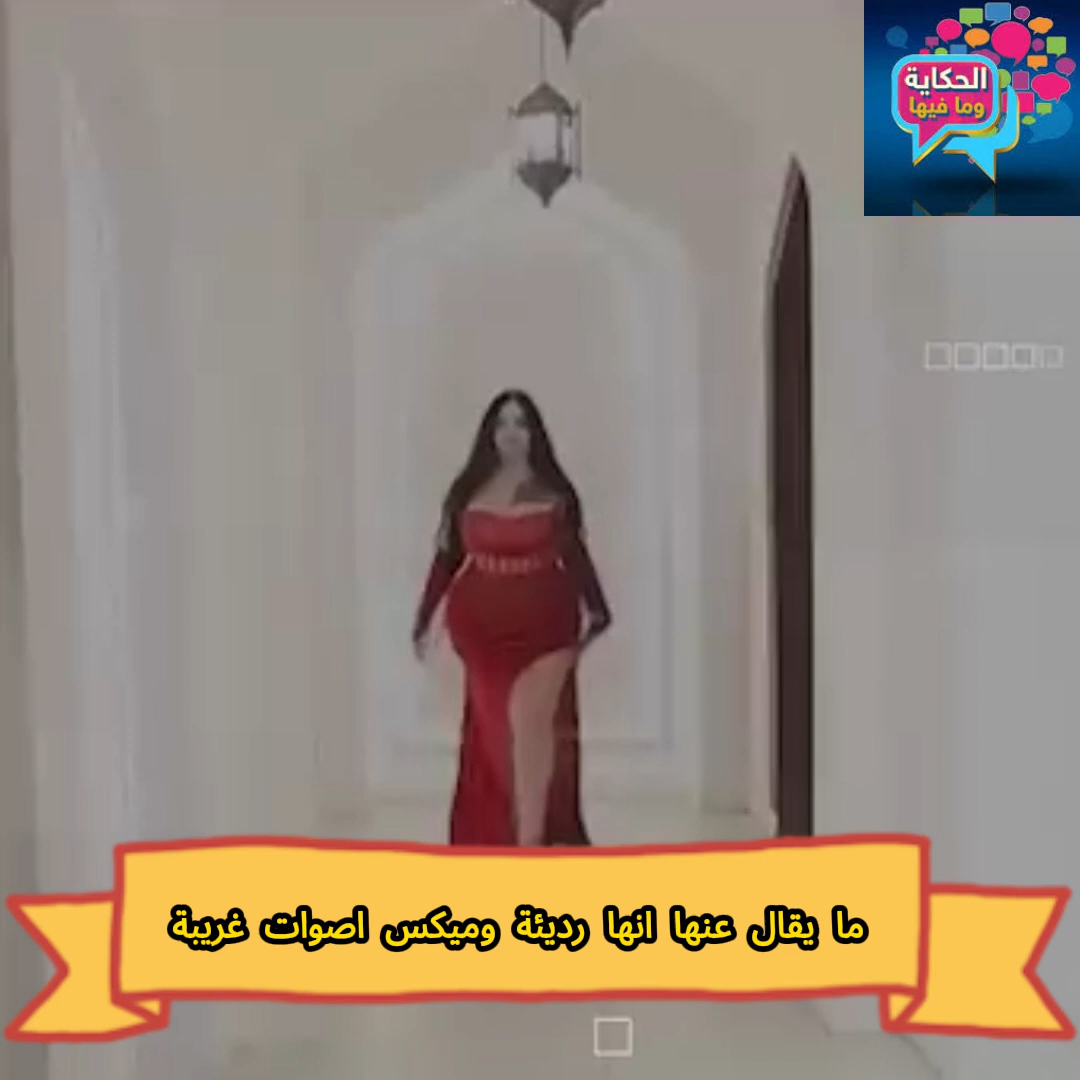 الحكاية
وما فيها
ما يقال عنها انها رديئة وميكس اصوات غريبة